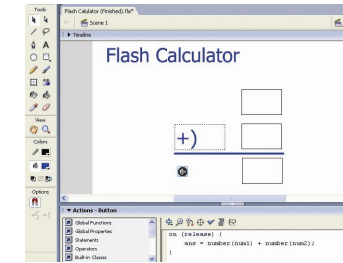 Tools
Flash Calulator (Finished).fla*
Scene 1
Timeline
Flash Calculator
+)
View
Colors
Options
Actions - Button
Global Functions
Global Properties
Statements
Operators
Built-in Classes
on (release) {
ans = number(num1) + number(num2);
}